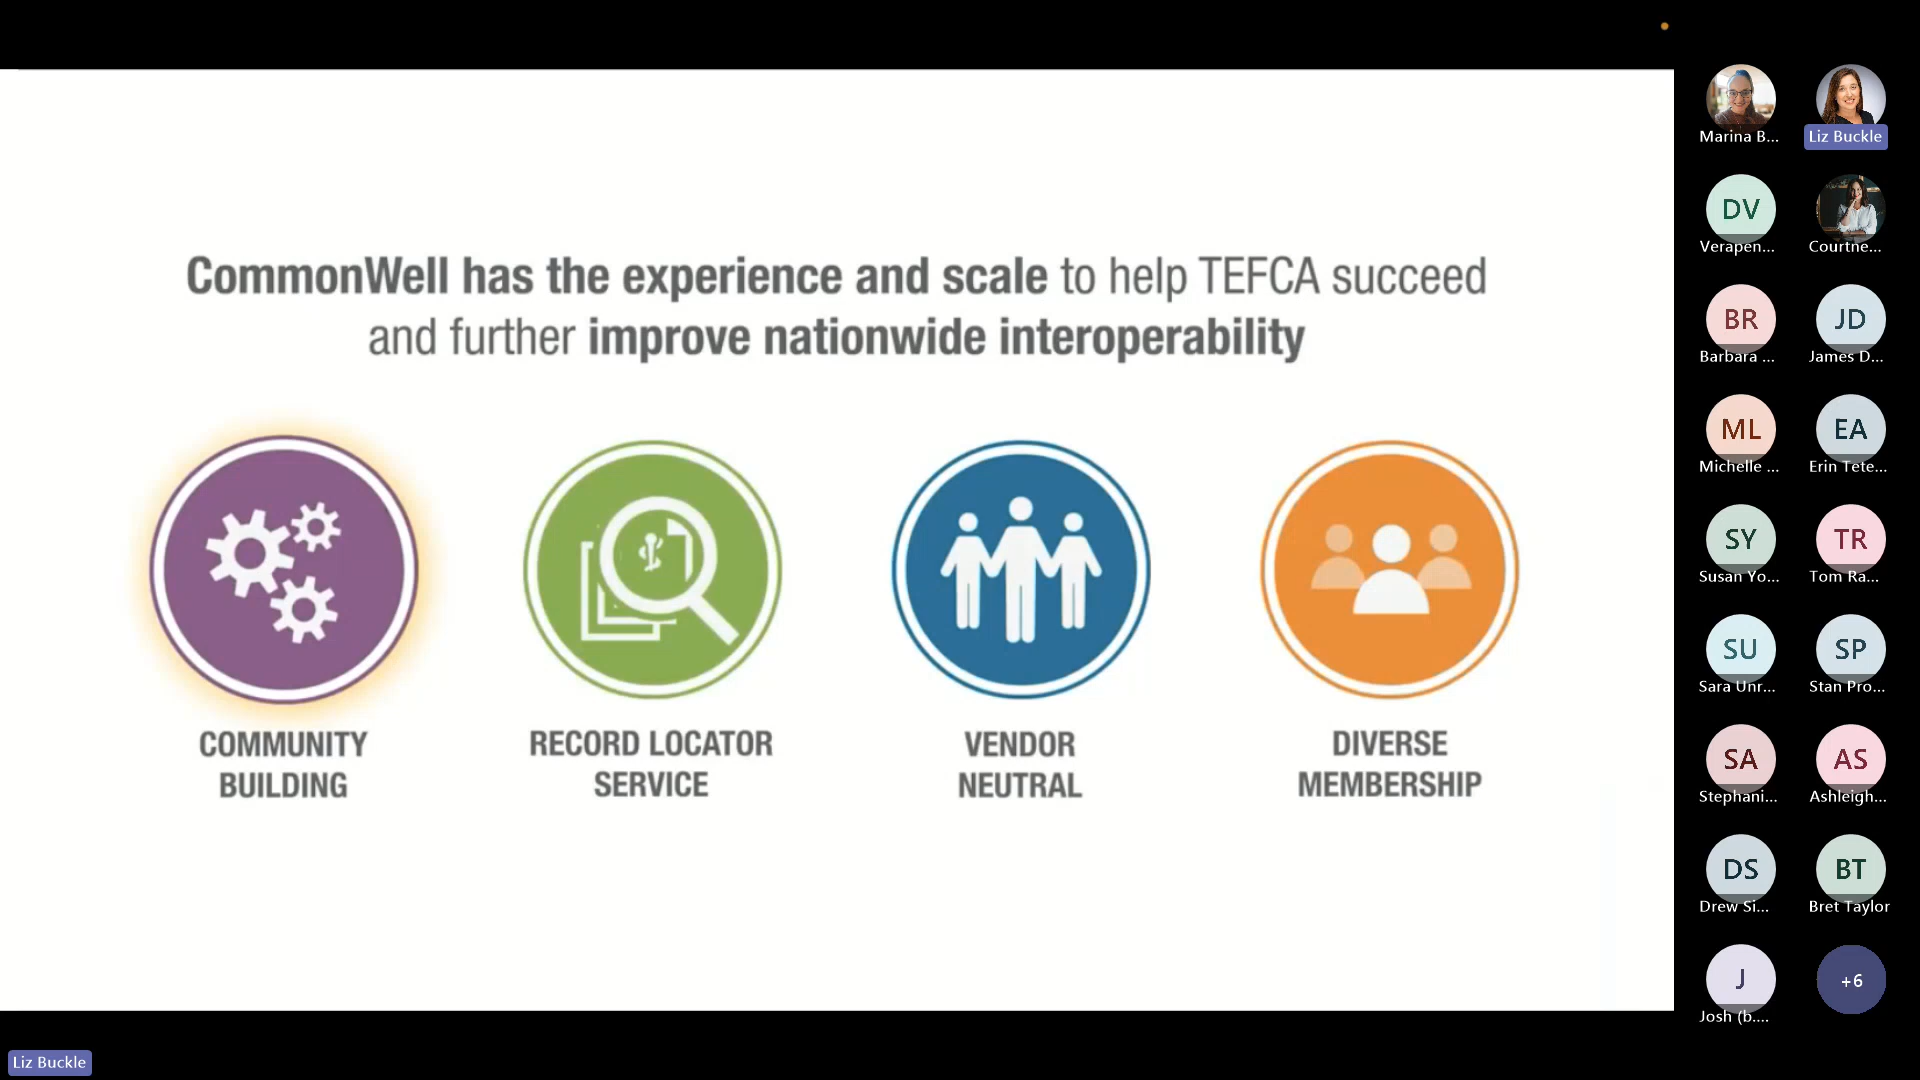 CommonWell has the experience and scale to help TEFCA succeed
and further improve nationwide interoperability
COMMUNITY
BUILDING
RECORD LOCATOR
SERVICE
VENDOR
NEUTRAL
DIVERSE
MEMBERSHIP
Marina B...
Liz Buckle
DV
Verapen...
Courtne...
BR
Barbara ...
JD
James D...
ML
Michelle ...
EA
Erin Tete...
SY
Susan Yo...
TR
Tom Ra...
SU
Sara Unr...
SP
Stan Pro...
SA
Stephani...
AS
Ashleigh...
DS
Drew Si...
BT
Bret Taylor
J
Josh (b....
+6
Liz Buckle